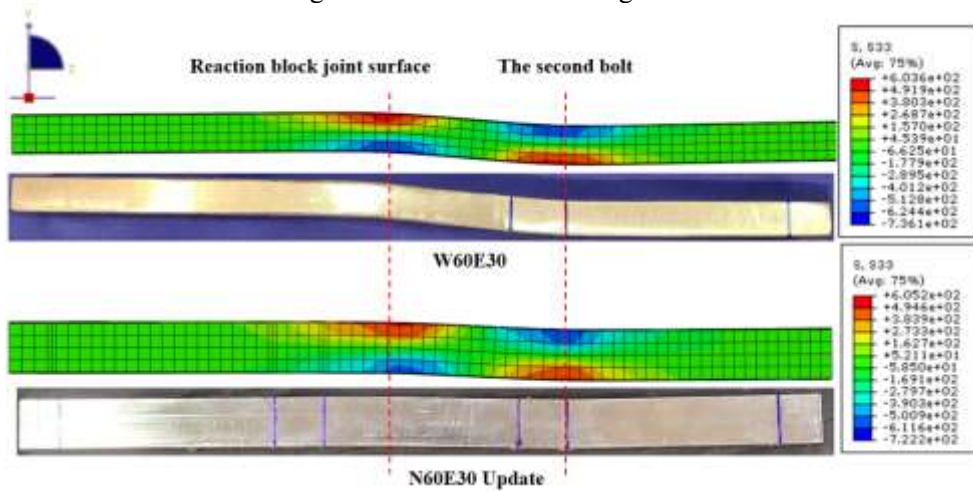 Reaction block joint surface
The second bolt
S, S33
(Avg: 75%)
+6.036e+02
+4.919e+02
+3.803e+02
+2.687e+02
+1.570e+02
+4.539e+01
-6.625e+01
-1.779e+02
-2.895e+02
-4.012e+02
-5.128e+02
-6.244e+02
-7.361e+02
W60E30
S, S33
(Avg: 75%)
+6.052e+02
+4.946e+02
+3.839e+02
+2.733e+02
+1.627e+02
+5.211e+01
-5.850e+01
-1.691e+02
-2.797e+02
-3.903e+02
-5.009e+02
-6.116e+02
-7.222e+02
N60E30 Update